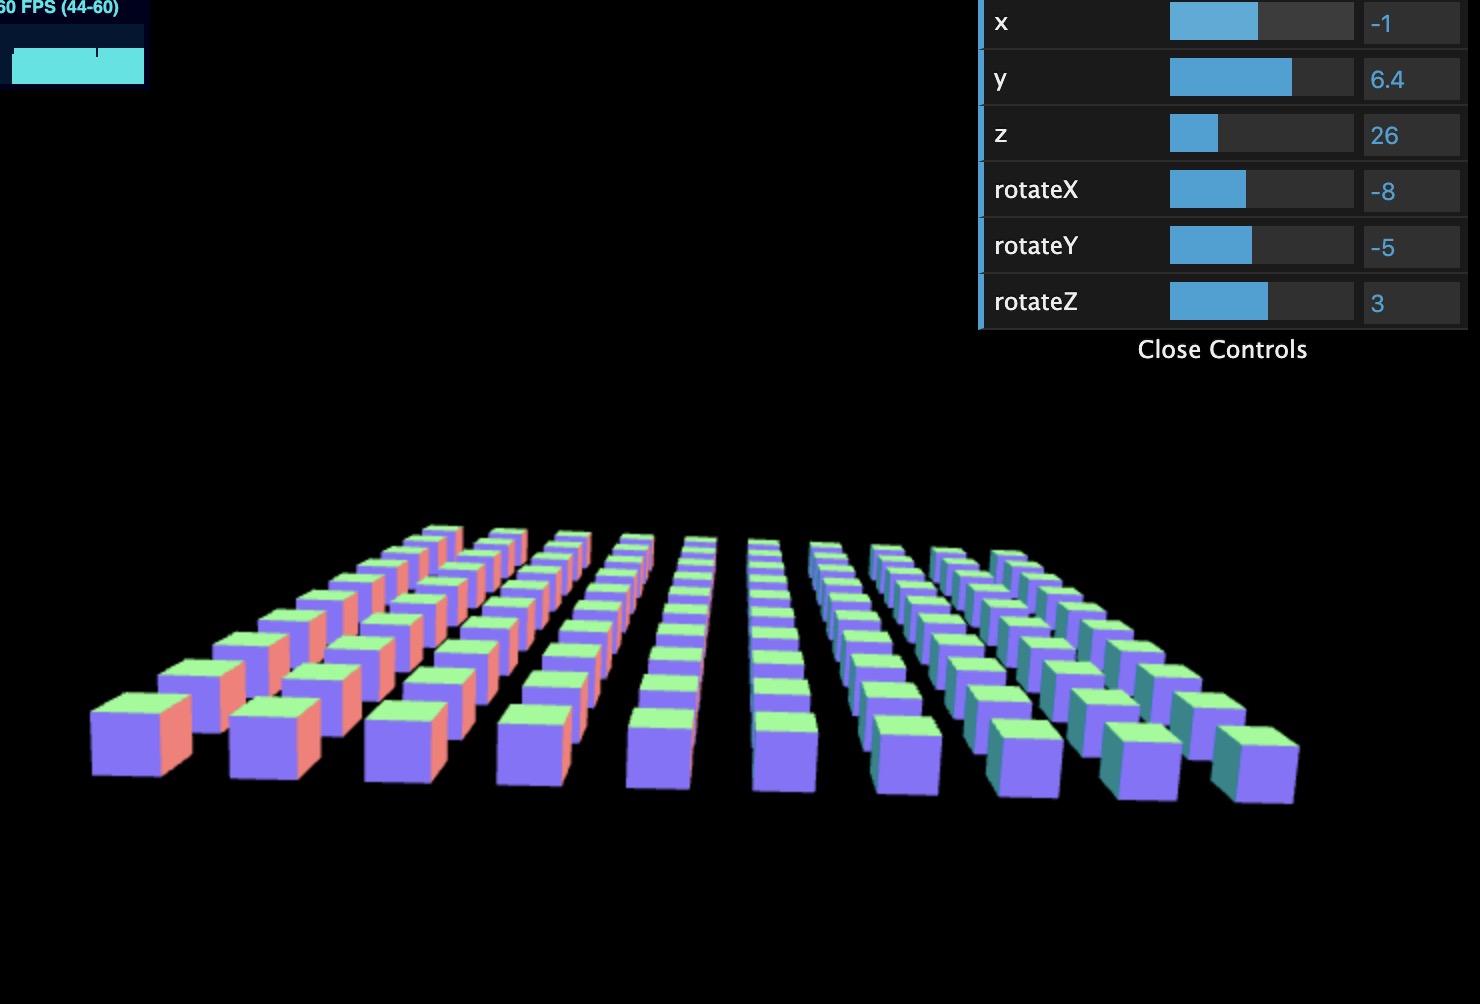 60 FPS (44-60)
x -1
y 6.4
z 26
rotateX -8
rotateY -5
rotateZ 3
Close Controls